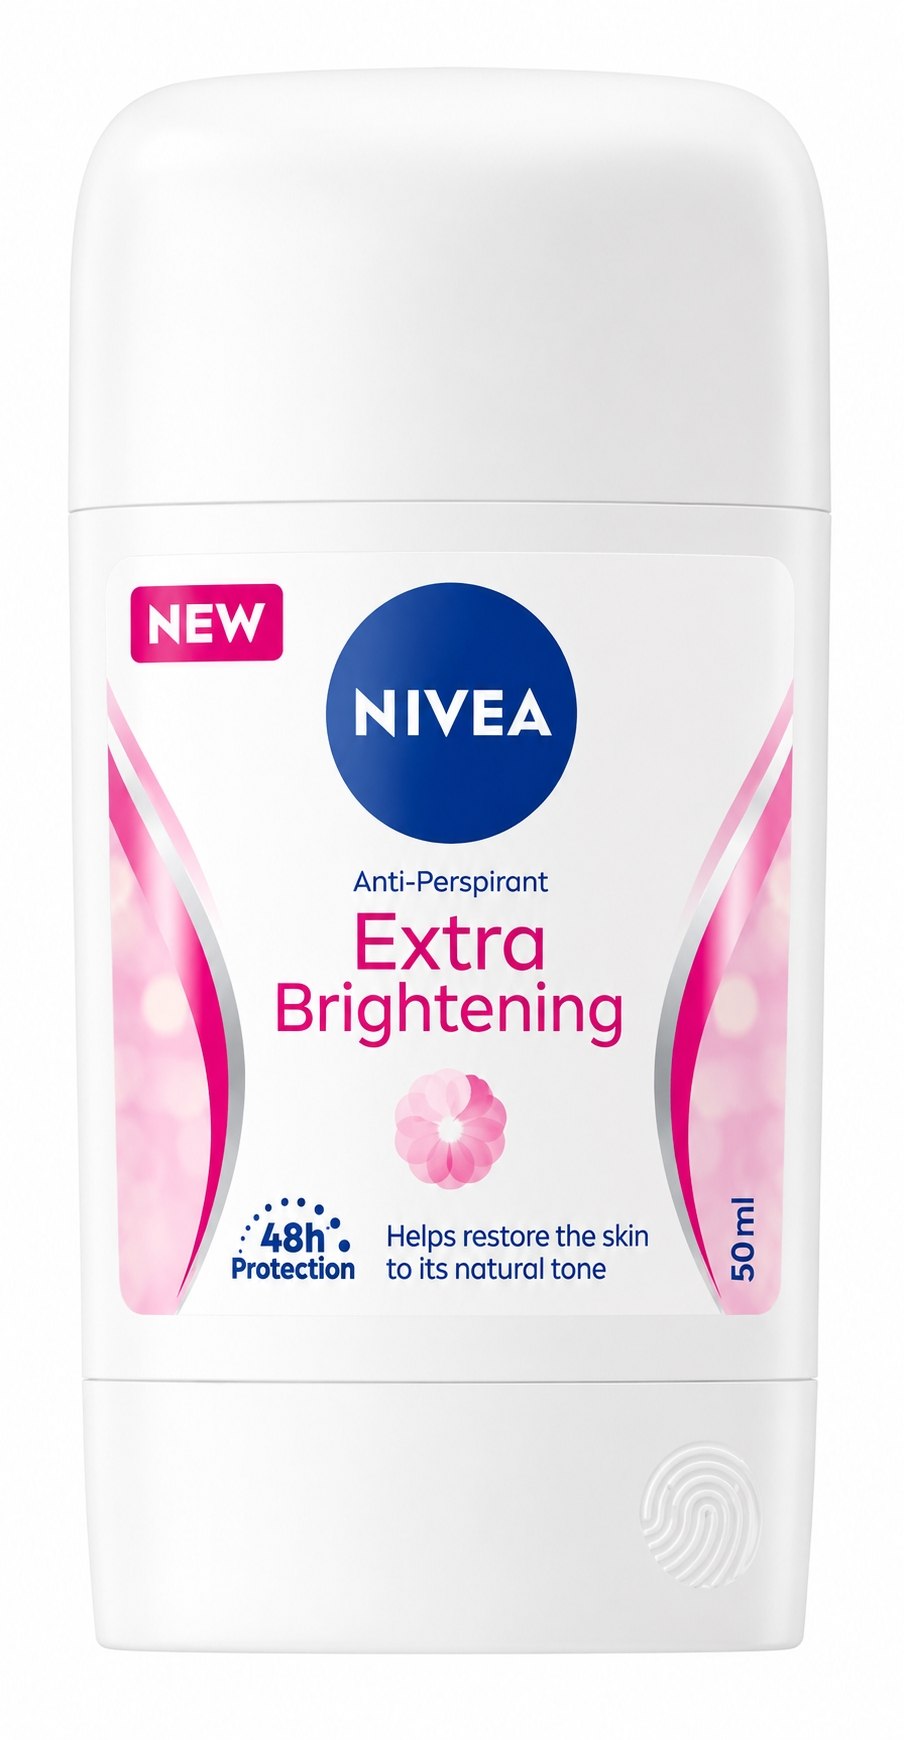 NEW
NIVEA
Anti-Perspirant
Extra
Brightening
48h
Protection
Helps restore the skin
to its natural tone
50 ml